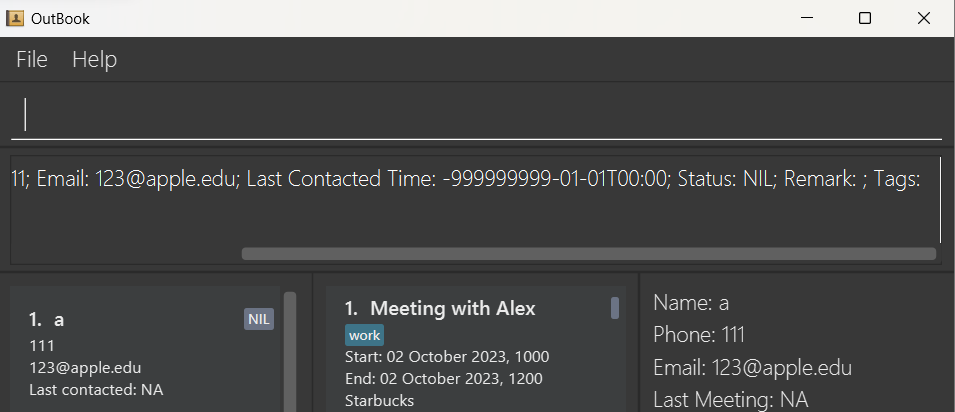 OutBook
File Help
11; Email: 123@apple.edu; Last Contacted Time: -999999999-01-01T00:00; Status: NIL; Remark: ; Tags:
1. a
NIL
111
123@apple.edu
Last contacted: NA
1. Meeting with Alex
work
Start: 02 October 2023, 1000
End: 02 October 2023, 1200
Starbucks
Name: a
Phone: 111
Email: 123@apple.edu
Last Meeting: NA